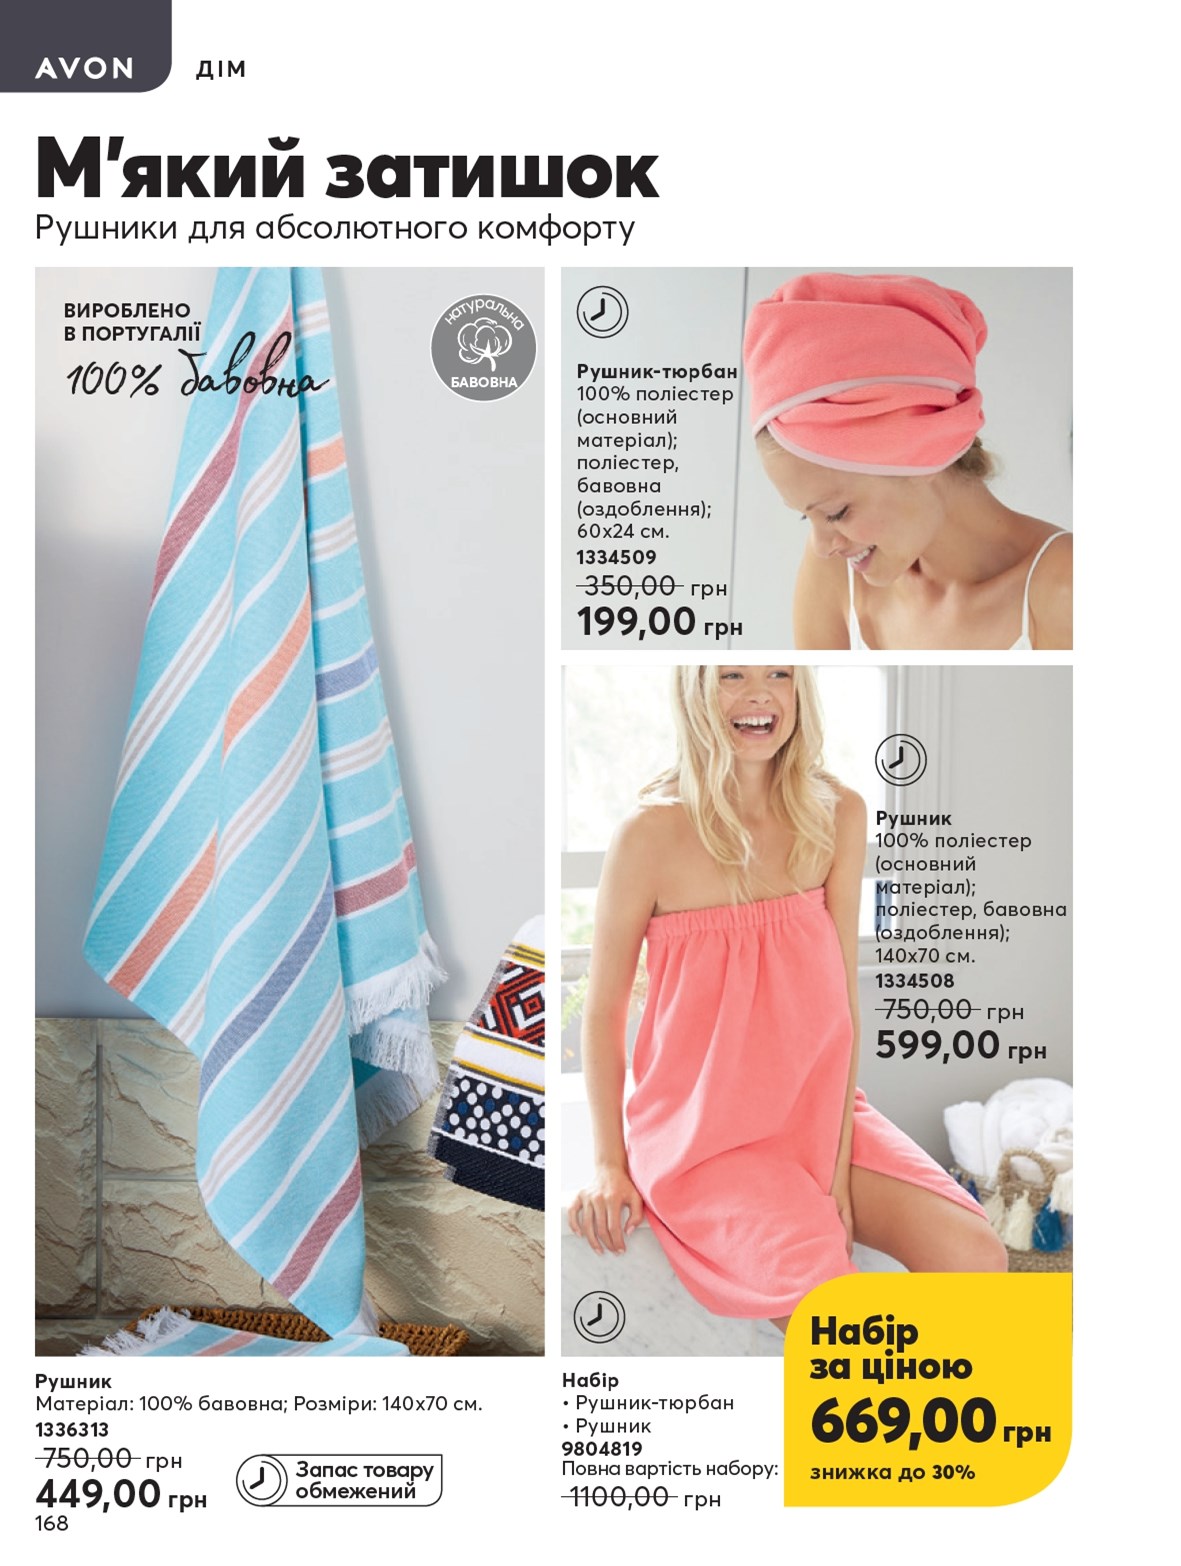 AVON
ДІМ
М'який затишок
Рушники для абсолютного комфорту
ВИРОБЛЕНО
В ПОРТУГАЛІЇ
100% бавовна
натуральна
БАВОВНА
Рушник-тюрбан
100% поліестер
(основний
матеріал);
поліестер,
бавовна
(оздоблення);
60х24 см.
1334509
350,00 грн
199,00 грн
Рушник
100% поліестер
(основний
матеріал);
поліестер, бавовна
(оздоблення);
140х70 см.
1334508
750,00 грн
599,00 грн
Рушник
Матеріал: 100% бавовна; Розміри: 140х70 см.
1336313
750,00 грн
449,00 грн
Запас товару
обмежений
168
Набір
• Рушник-тюрбан
• Рушник
9804819
Повна вартість набору:
1100,00 грн
Набір
за ціною
669,00 грн
знижка до 30%